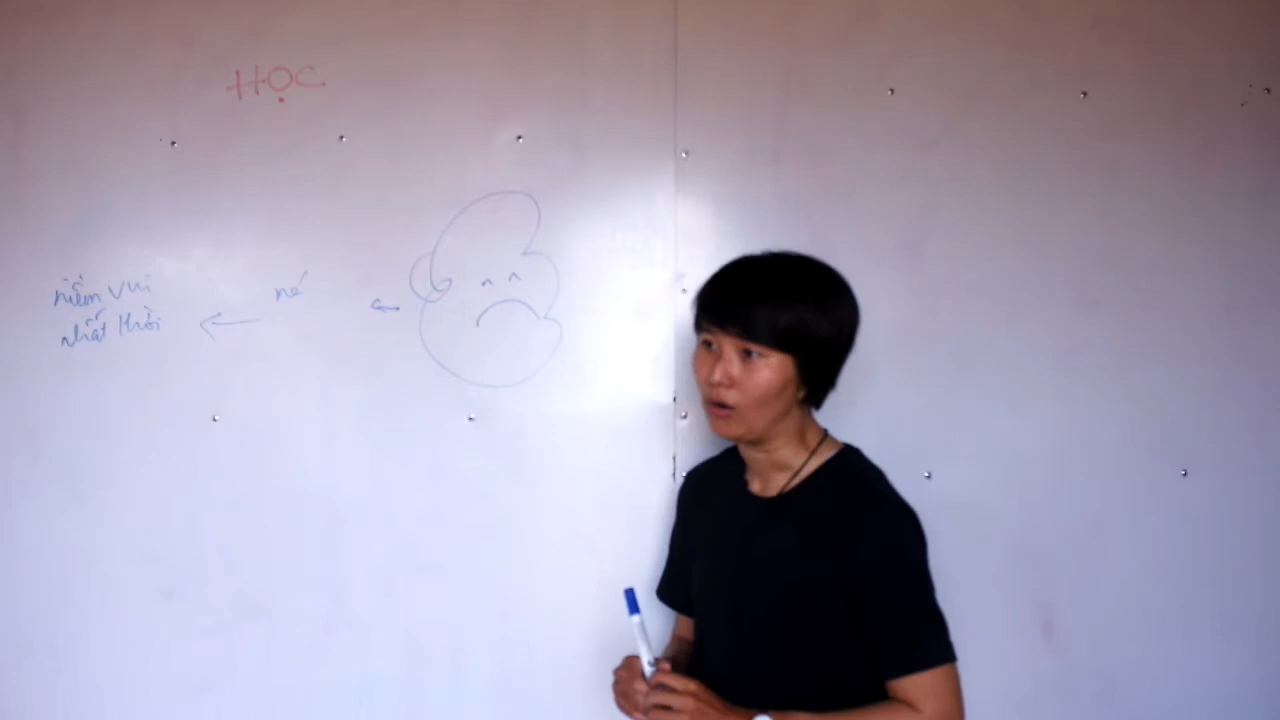 HỌC
niềm vui
nhất thời
né